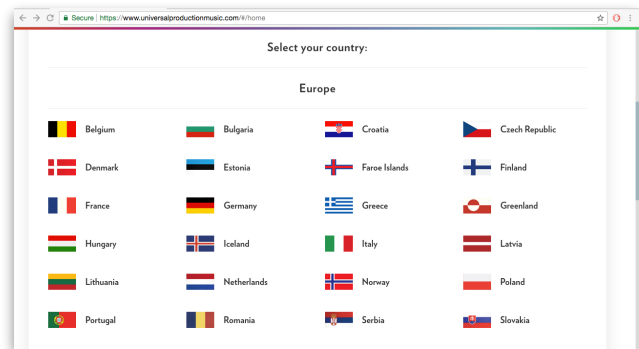 Secure https://www.universalproductionmusic.com/#/home
Select your country:
Europe
Belgium Bulgaria Croatia Czech Republic
Denmark Estonia Faroe Islands Finland
France Germany Greece Greenland
Hungary Iceland Italy Latvia
Lithuania Netherlands Norway Poland
Portugal Romania Serbia Slovakia